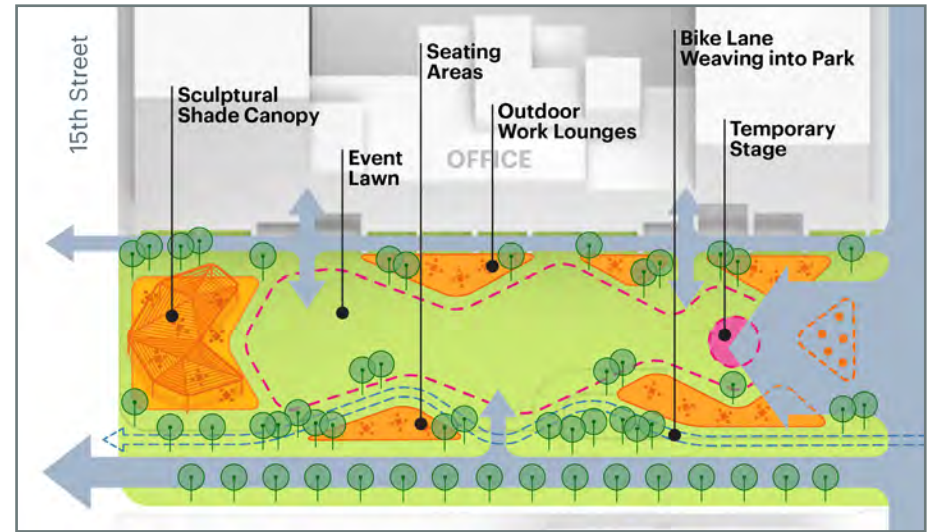 15th Street
Sculptural
Shade Canopy
Event
Lawn
Seating
Areas
Outdoor
Work Lounges
OFFICE
Bike Lane
Weaving into Park
Temporary
Stage